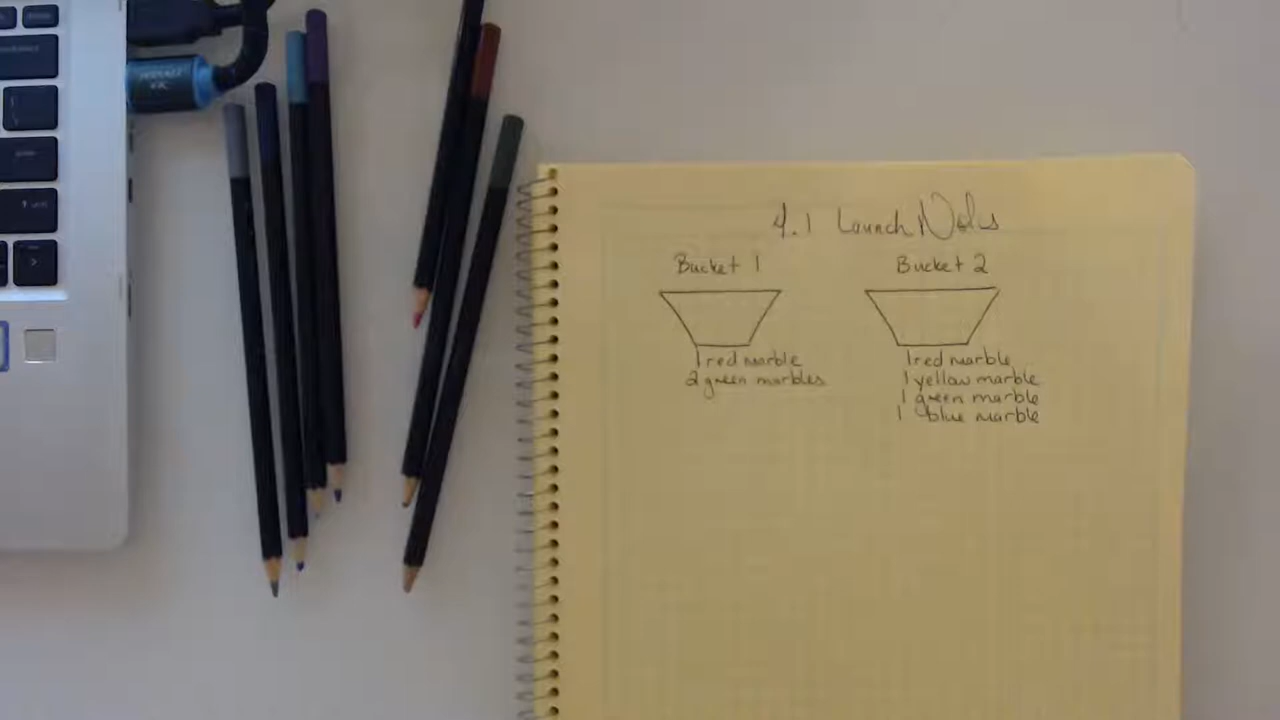 4.1 Launch Notes
Bucket 1
Bucket 2
1 red marble
2 green marbles
1 red marble
1 yellow marble
1 green marble
1 blue marble